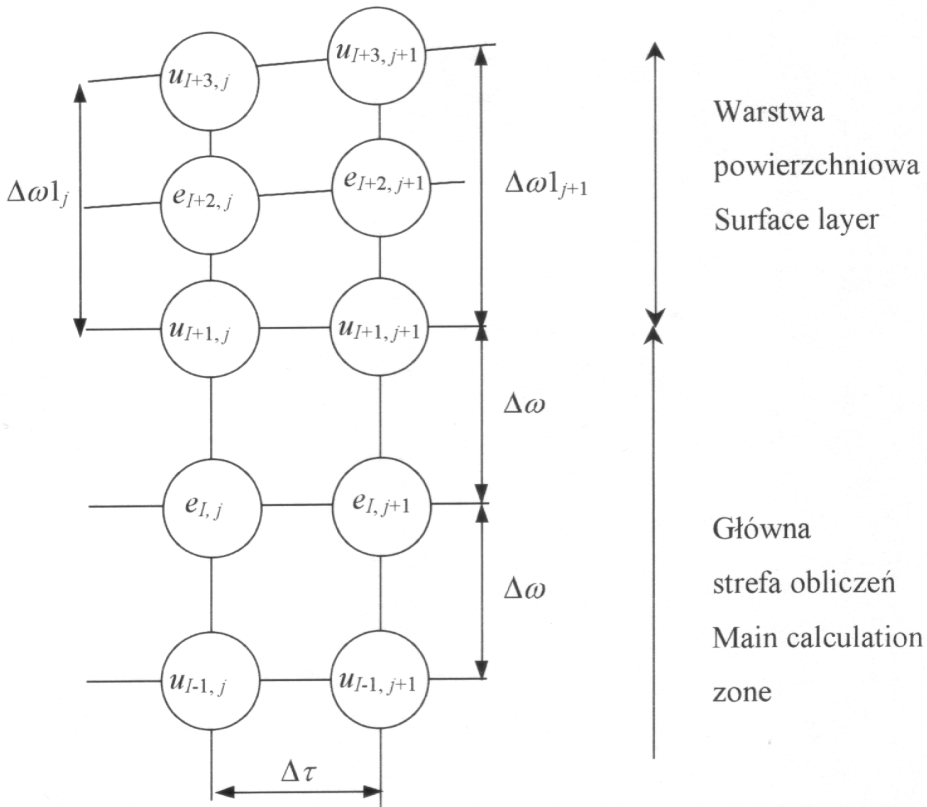 u_{I+3, j} u_{I+3, j+1}
Δω1_j e_{I+2, j} e_{I+2, j+1} Δω1_{j+1}
u_{I+1, j} u_{I+1, j+1}
Δω
e_{I, j} e_{I, j+1}
Δω
u_{I-1, j} u_{I-1, j+1}
Δτ
Warstwa
powierzchniowa
Surface layer
Główna
strefa obliczeń
Main calculation
zone